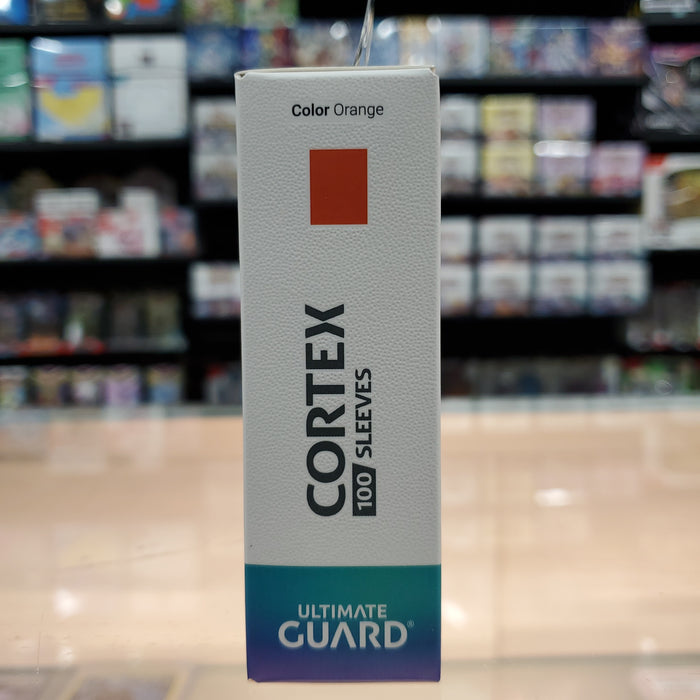 Color Orange
CORTEX
100 SLEEVES
ULTIMATE
GUARD®